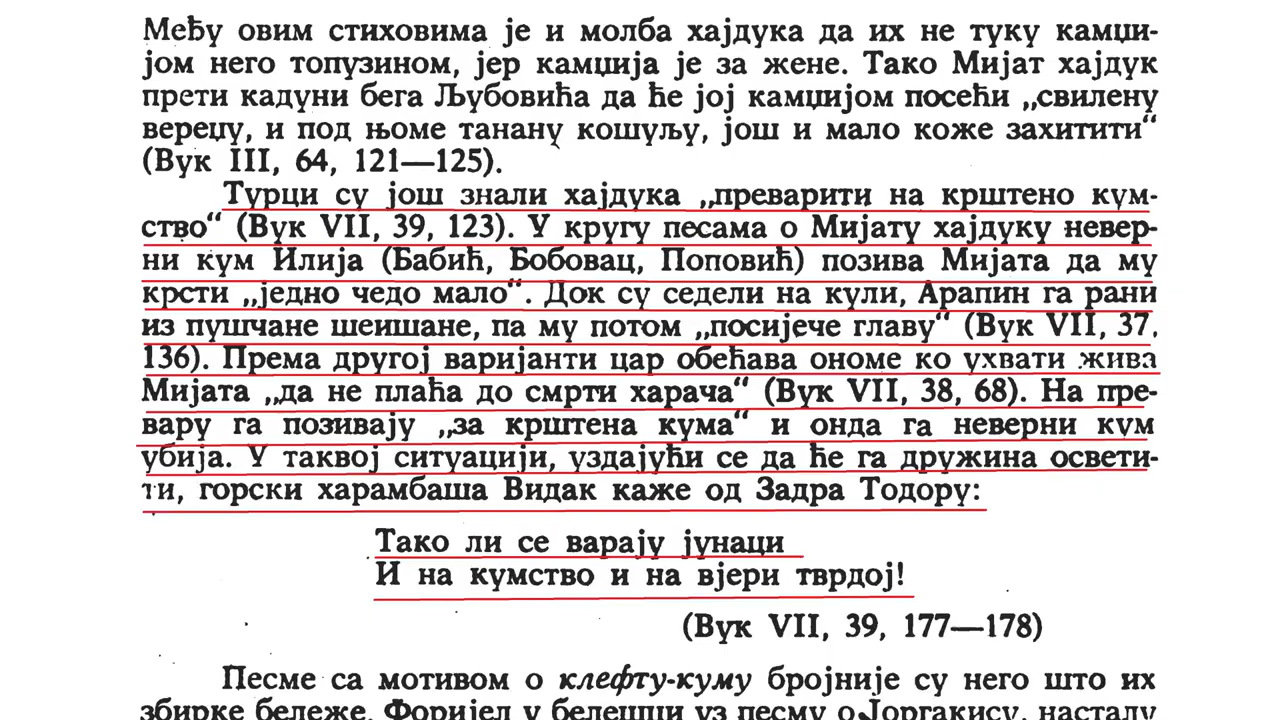 Међу овим стиховима је и молба хајдука да их не туку камџи-
јом него топузином, јер камџија је за жене. Тако Мијат хајдук
прети кадуни бега Љубовића да ће јој камџијом посећи „свилену
вереџу, и под њоме танану кошуљу, још и мало коже захитити“
(Вук III, 64, 121—125).
Турци су још знали хајдука „преварити на крштено кум-
ство“ (Вук VII, 39, 123). У кругу песама о Мијату хајдуку невер-
ни кум Илија (Бабић, Бобовац, Поповић) позива Мијата да му
крсти „једно чедо мало“. Док су седели на кули, Арапин га рани
из пушчане шеишане, па му потом „посијече главу“ (Вук VII, 37,
136). Према другој варијанти цар обећава ономе ко ухвати жива
Мијата „да не плаћа до смрти харача“ (Вук VII, 38, 68). На пре-
вару га позивају „за крштена кума“ и онда га неверни кум
убија. У таквој ситуацији, уздајући се да ће га дружина освети-
ти, горски харамбаша Видак каже од Задра Тодору:
Тако ли се варају јунаци
И на кумство и на вјери тврдој!
(Вук VII, 39, 177—178)
Песме са мотивом о клефту-куму бројније су него што их
збирке бележе. Форијел у белешци уз песму о Јоргакису, насталу